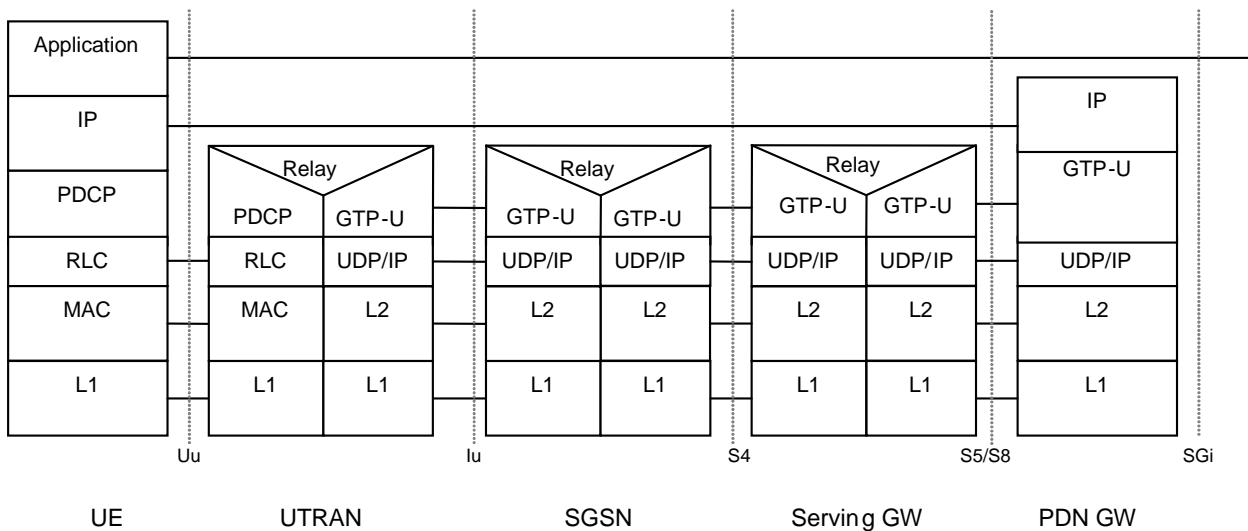 Application
IP
IP
Relay
Relay
Relay
GTP-U
PDCP
PDCP
GTP-U
GTP-U
GTP-U
GTP-U
GTP-U
RLC
RLC
UDP/IP
UDP/IP
UDP/IP
UDP/IP
UDP/IP
UDP/IP
MAC
MAC
L2
L2
L2
L2
L2
L2
L1
L1
L1
L1
L1
L1
L1
L1
Uu
Iu
S4
S5/S8
SGi
UE
UTRAN
SGSN
Serving GW
PDN GW